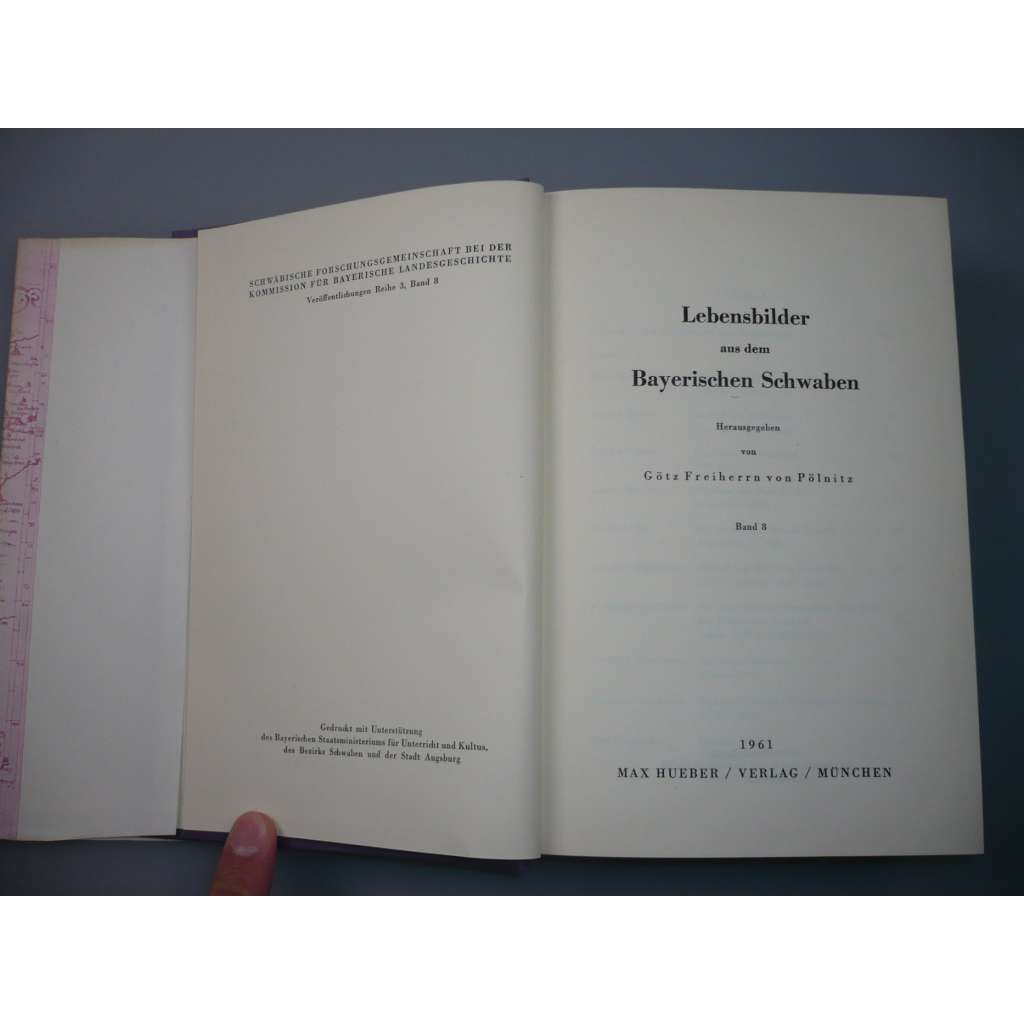 SCHWÄBISCHE FORSCHUNGSGEMEINSCHAFT BEI DER
KOMMISSION FÜR BAYERISCHE LANDESGESCHICHTE
Veröffentlichungen Reihe 3, Band 8
Gedruckt mit Unterstützung
des Bayerischen Staatsministeriums für Unterricht und Kultus,
des Bezirks Schwaben und der Stadt Augsburg
Lebensbilder
aus dem
Bayerischen Schwaben
Herausgegeben
von
Götz Freiherrn von Pölnitz
Band 8
1961
MAX HUEBER / VERLAG / MÜNCHEN